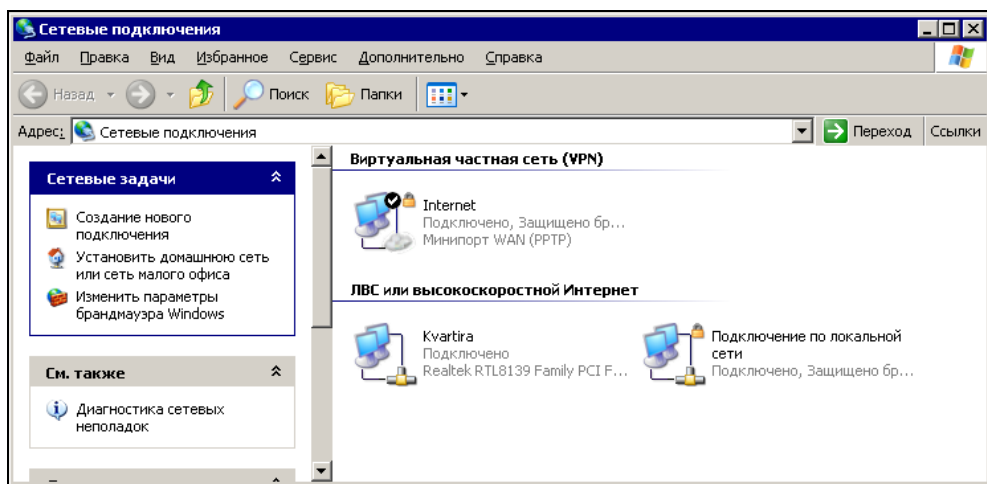 Сетевые подключения
Файл Правка Вид Избранное Сервис Дополнительно Справка
Назад Поиск Папки
Адрес: Сетевые подключения Переход Ссылки
Сетевые задачи
Создание нового
подключения
Установить домашнюю сеть
или сеть малого офиса
Изменить параметры
брандмауэра Windows
См. также
Диагностика сетевых
неполадок
Виртуальная частная сеть (VPN)
Internet
Подключено, Защищено бр...
Минипорт WAN (PPTP)
ЛВС или высокоскоростной Интернет
Kvartira
Подключено
Realtek RTL8139 Family PCI F...
Подключение по локальной
сети
Подключено, Защищено бр...